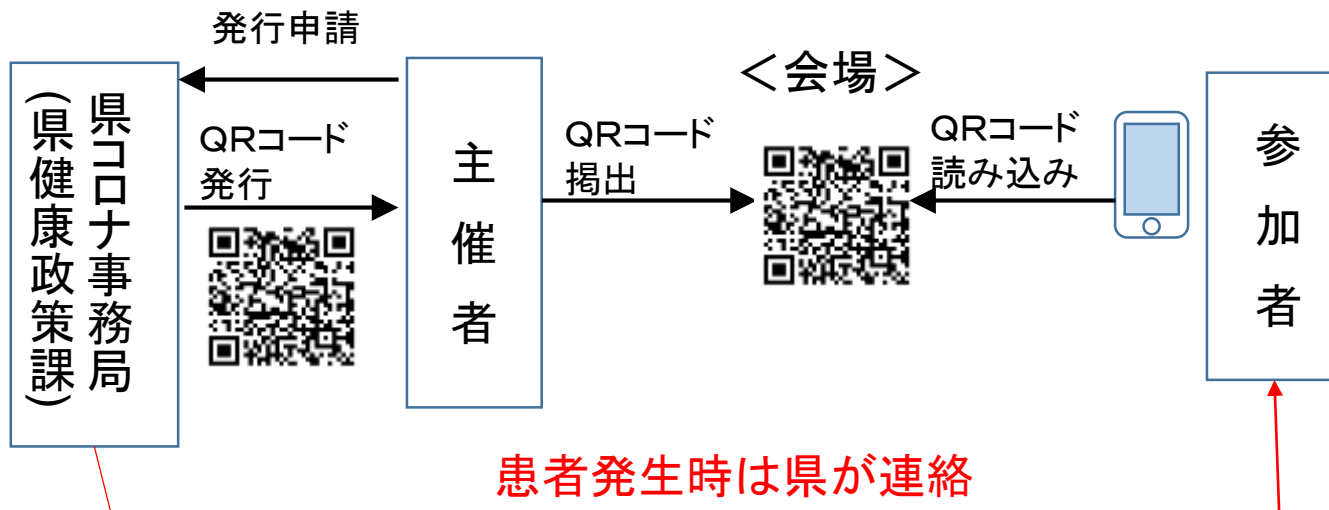 発行申請
県コロナ事務局
(県健康政策課)
QRコード
発行
主催者
QRコード
掲出
＜会場＞
QRコード
読み込み
参加者
患者発生時は県が連絡